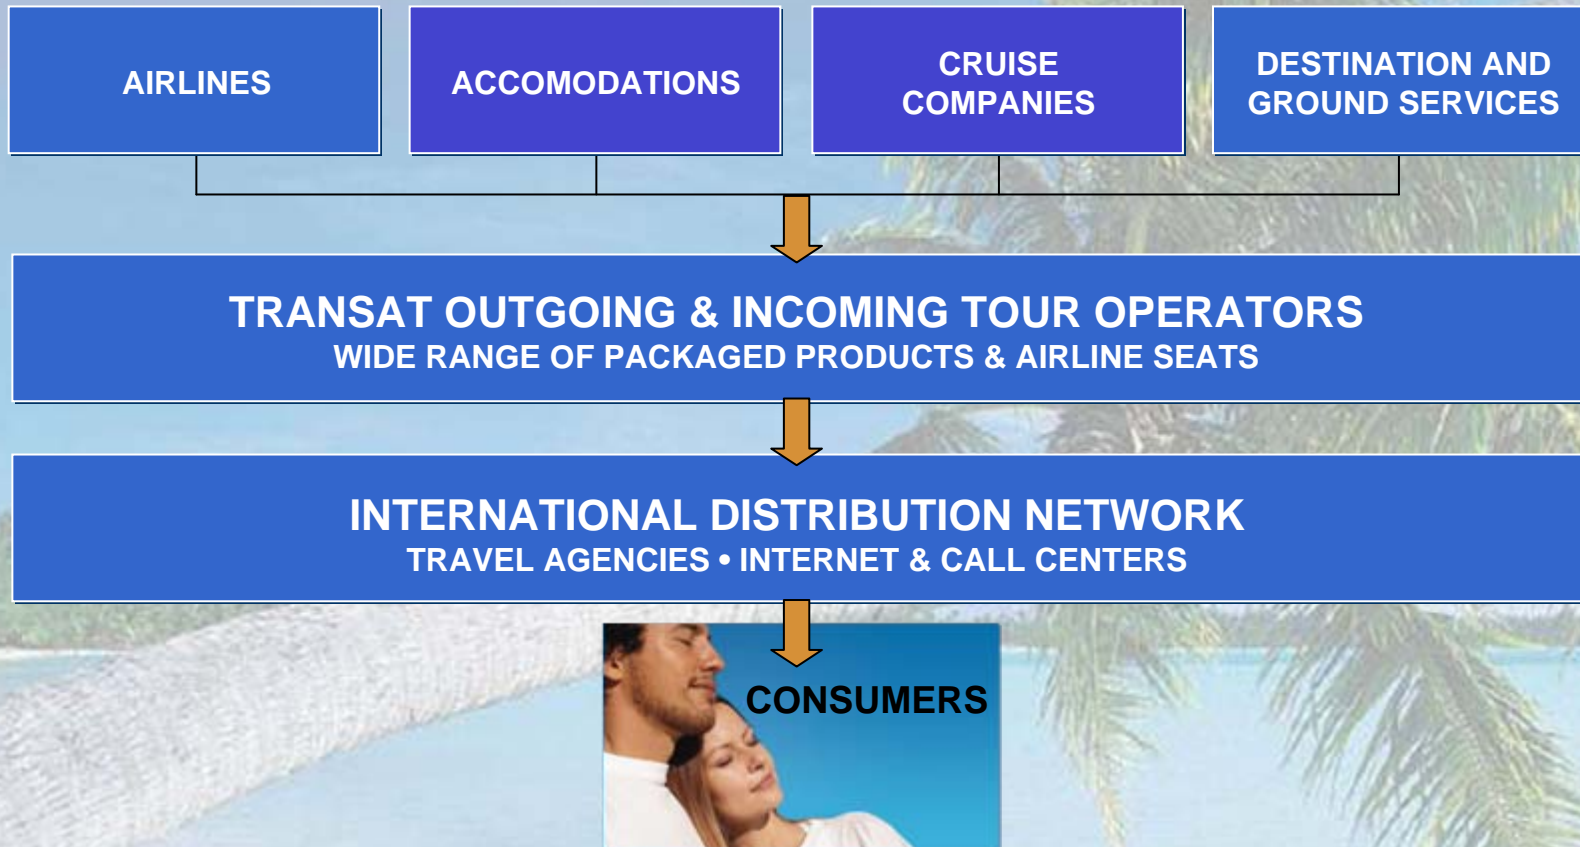 AIRLINES
ACCOMODATIONS
CRUISE
COMPANIES
DESTINATION AND
GROUND SERVICES
TRANSAT OUTGOING & INCOMING TOUR OPERATORS
WIDE RANGE OF PACKAGED PRODUCTS & AIRLINE SEATS
INTERNATIONAL DISTRIBUTION NETWORK
TRAVEL AGENCIES • INTERNET & CALL CENTERS
CONSUMERS